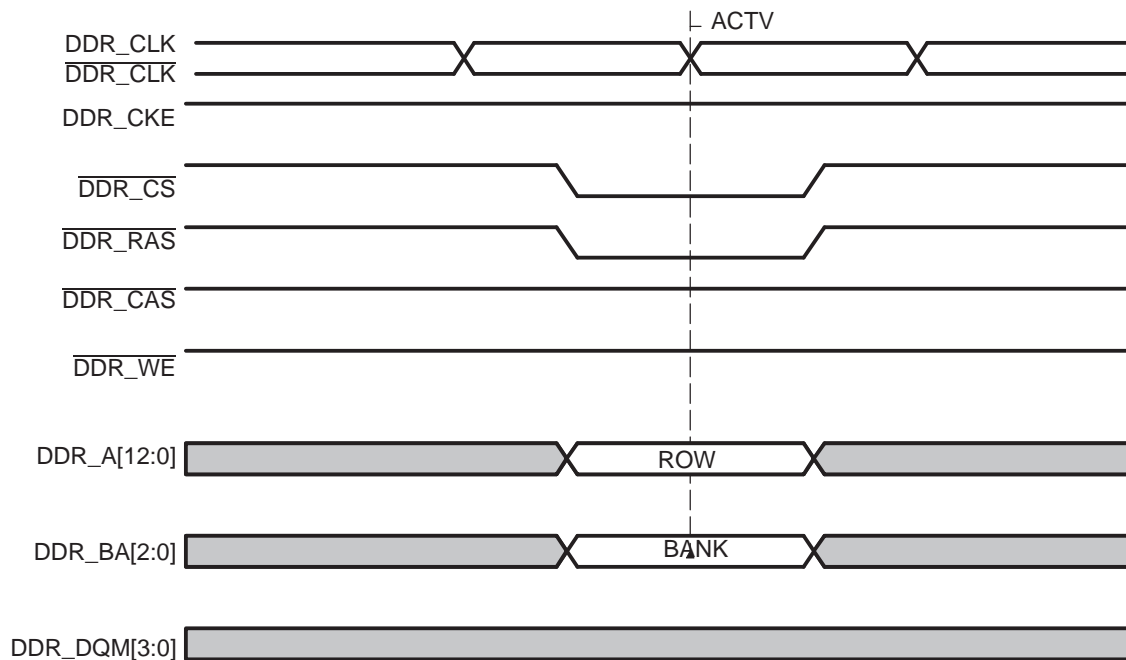 ACTV
DDR_CLK
DDR_CLK
DDR_CKE
DDR_CS
DDR_RAS
DDR_CAS
DDR_WE
DDR_A[12:0]
ROW
DDR_BA[2:0]
BANK
DDR_DQM[3:0]